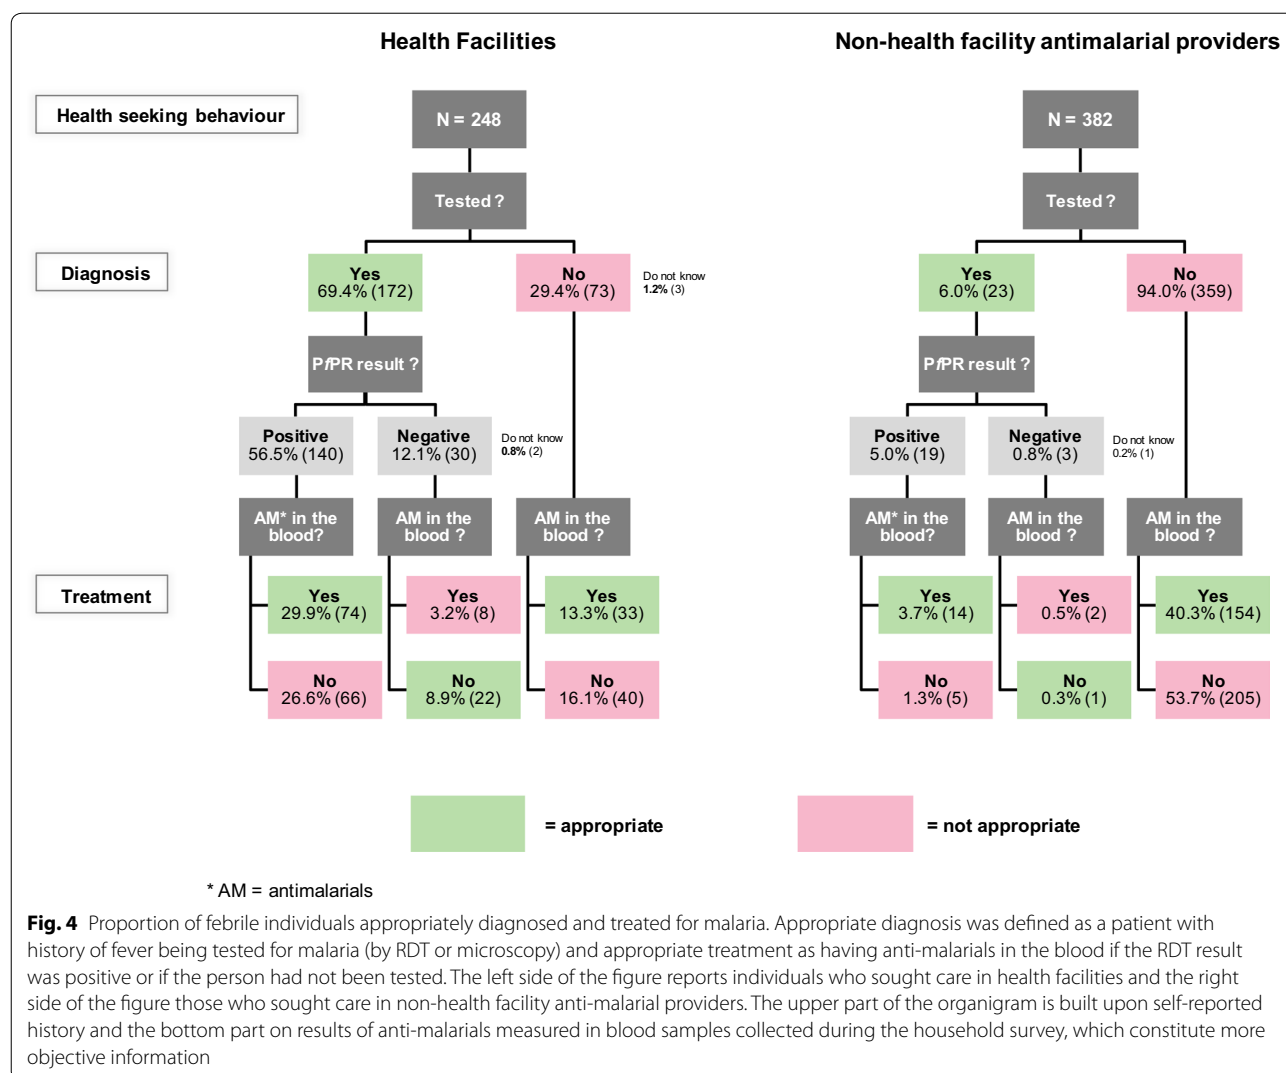 Health Facilities
Non-health facility antimalarial providers
Health seeking behaviour
N = 248
N = 382
Tested ?
Tested ?
Diagnosis
Yes
69.4% (172)
No
29.4% (73)
Do not know
1.2% (3)
Yes
6.0% (23)
No
94.0% (359)
PfPR result ?
PfPR result ?
Positive
56.5% (140)
Negative
12.1% (30)
Do not know
0.8% (2)
Positive
5.0% (19)
Negative
0.8% (3)
Do not know
0.2% (1)
AM* in the
blood?
AM in the
blood ?
AM in the
blood ?
AM* in the
blood?
AM in the
blood ?
AM in the
blood ?
Treatment
Yes
29.9% (74)
Yes
3.2% (8)
Yes
13.3% (33)
Yes
3.7% (14)
Yes
0.5% (2)
Yes
40.3% (154)
No
26.6% (66)
No
8.9% (22)
No
16.1% (40)
No
1.3% (5)
No
0.3% (1)
No
53.7% (205)
= appropriate
= not appropriate
* AM = antimalarials
Fig. 4 Proportion of febrile individuals appropriately diagnosed and treated for malaria. Appropriate diagnosis was defined as a patient with
history of fever being tested for malaria (by RDT or microscopy) and appropriate treatment as having anti-malarials in the blood if the RDT result
was positive or if the person had not been tested. The left side of the figure reports individuals who sought care in health facilities and the right
side of the figure those who sought care in non-health facility anti-malarial providers. The upper part of the organigram is built upon self-reported
history and the bottom part on results of anti-malarials measured in blood samples collected during the household survey, which constitute more
objective information